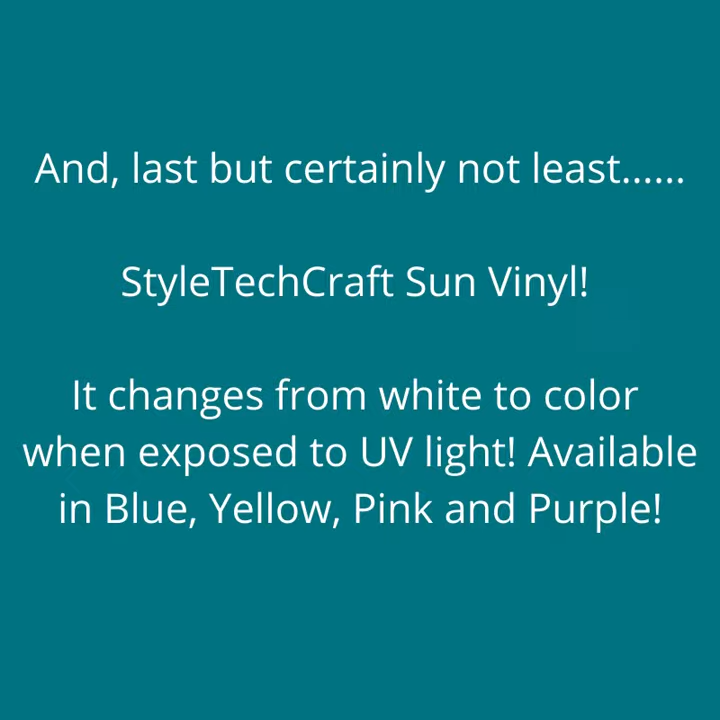 And, last but certainly not least......
StyleTechCraft Sun Vinyl!
It changes from white to color
when exposed to UV light! Available
in Blue, Yellow, Pink and Purple!